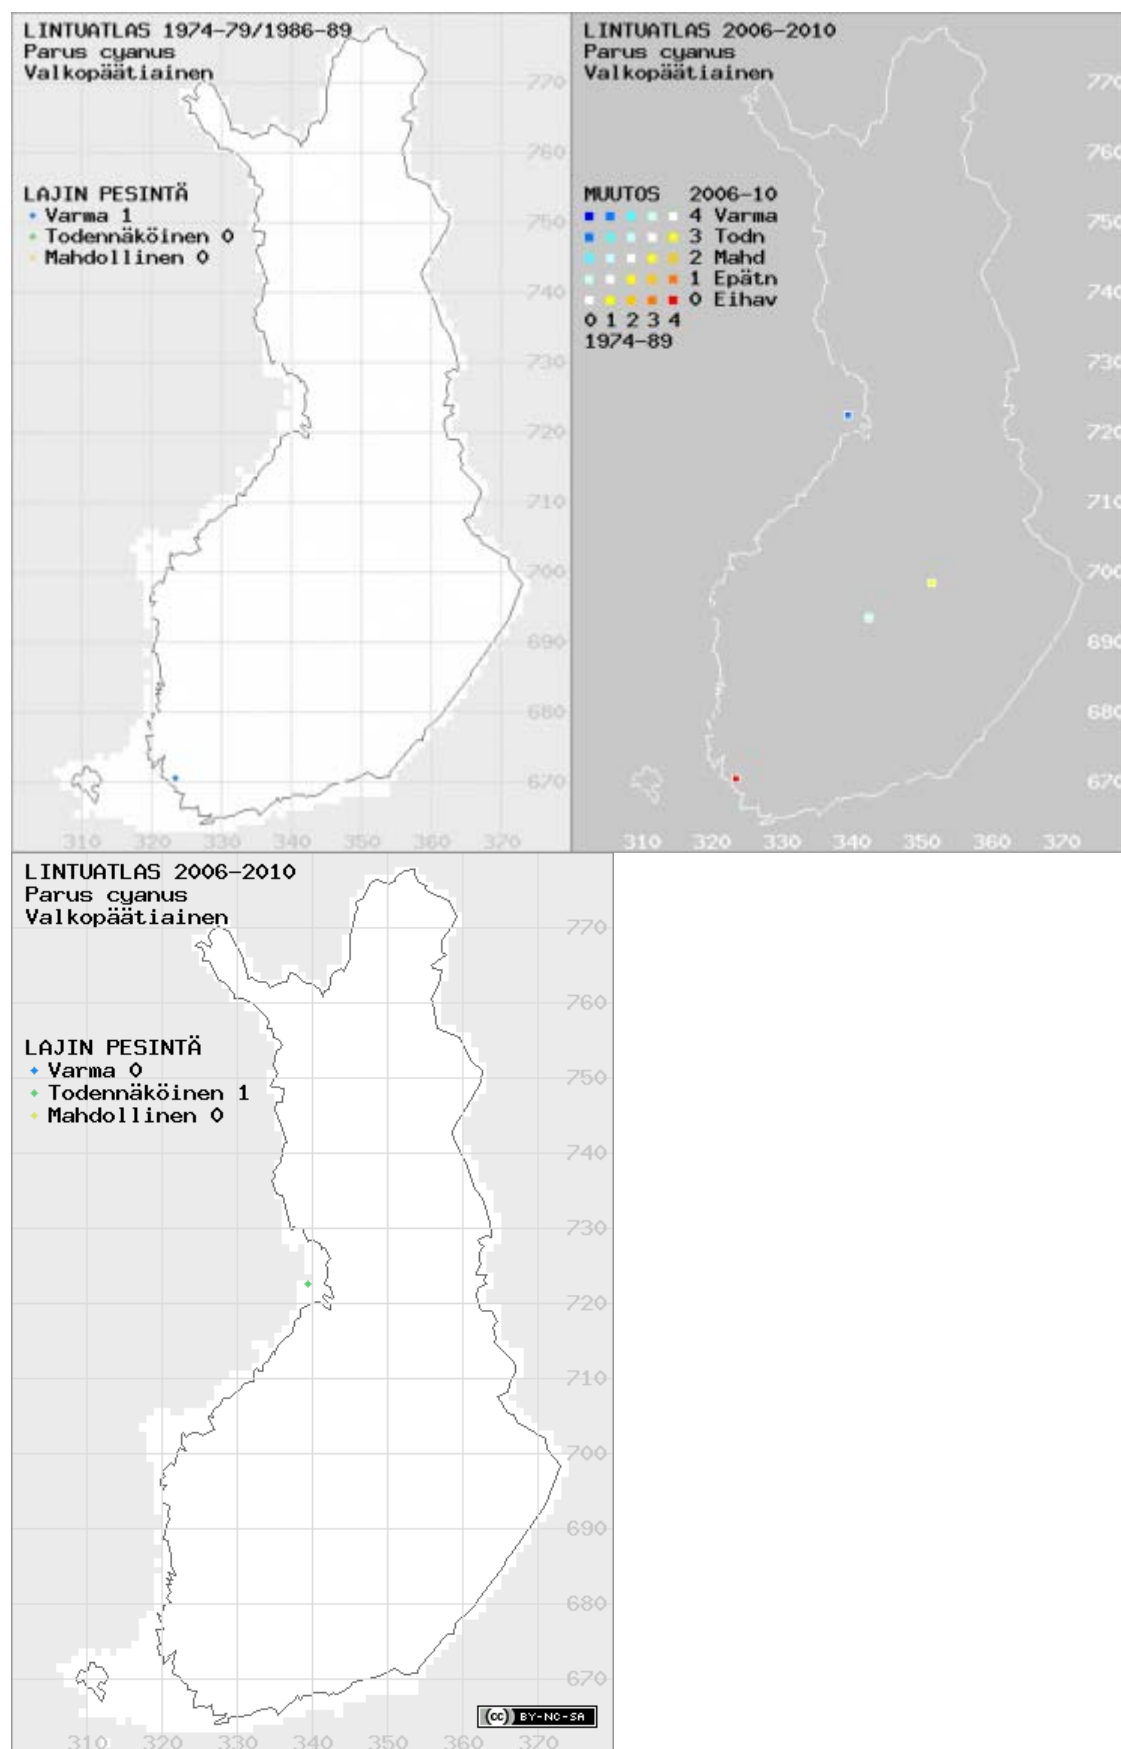 LINTUATLAS 1974-79/1986-89
Parus cyanus
Valkopäätiainen
770
760
LAJIN PESINTÄ
Varma 1
Todennäköinen 0
Mahdollinen 0
750
740
730
720
710
700
690
680
670
310 320 330 340 350 360 370
LINTUATLAS 2006-2010
Parus cyanus
Valkopäätiainen
770
760
MUUTOS 2006-10
4 Varma
3 Todn
2 Mahd
1 Epätn
0 Eihav
0 1 2 3 4
1974-89
750
740
730
720
710
700
690
680
670
310 320 330 340 350 360 370
LINTUATLAS 2006-2010
Parus cyanus
Valkopäätiainen
770
760
LAJIN PESINTÄ
Varma 0
Todennäköinen 1
Mahdollinen 0
750
740
730
720
710
700
690
680
670
(cc) BY-NC-SA
310 320 330 340 350 360 370